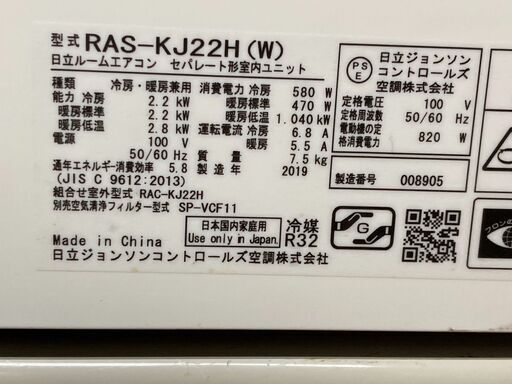 型式 RAS-KJ22H (W)
日立ルームエアコン セパレート形室内ユニット
種類 冷房・暖房兼用
能力 冷房 2.2 kW
暖房標準 2.2 kW
暖房低温 2.8 kW
電源 100 V
50/60 Hz
通年エネルギー消費効率 5.8
(JIS C 9612:2013)
組合せ室外型式 RAC-KJ22H
別売空気清浄フィルター型式 SP-VCF11
消費電力 冷房 580 W
暖房標準 470 W
暖房低温 1.040 kW
運転電流 冷房 6.8 A
暖房 5.5 A
質量 7.5 kg
製造年 2019
PS
E
日立ジョンソン
コントロールズ
空調株式会社
定格電圧 100 V
定格周波数 50/60 Hz
電動機の定
格消費電力 820 W
製造番号 008905
Made in China
日本国内家庭用
Use only in Japan.
冷媒
R32
G
フロンの
日立ジョンソンコントロールズ空調株式会社